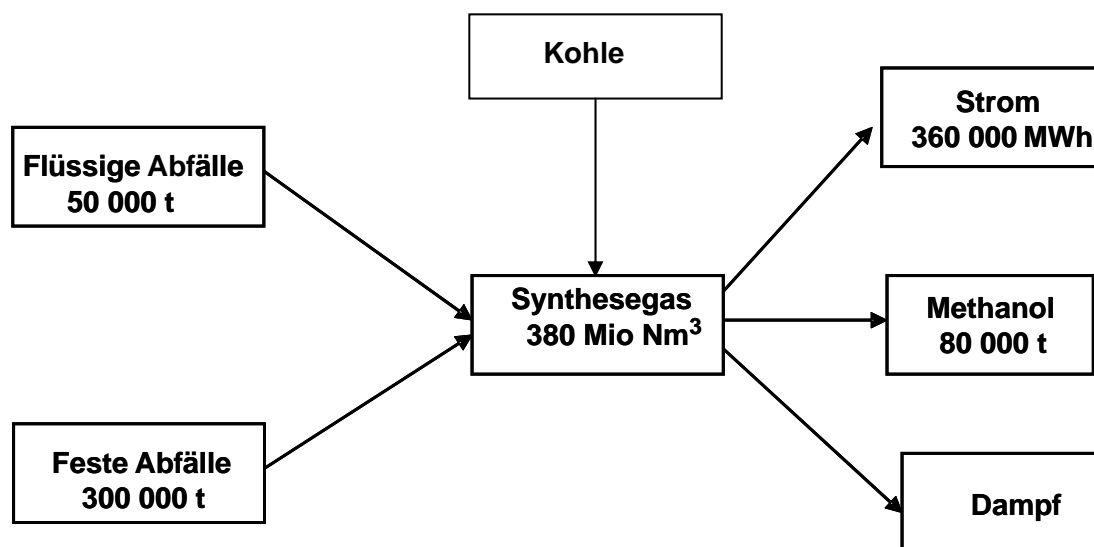 Kohle
Strom
360 000 MWh
Flüssige Abfälle
50 000 t
Synthesegas
380 Mio Nm³
Methanol
80 000 t
Feste Abfälle
300 000 t
Dampf